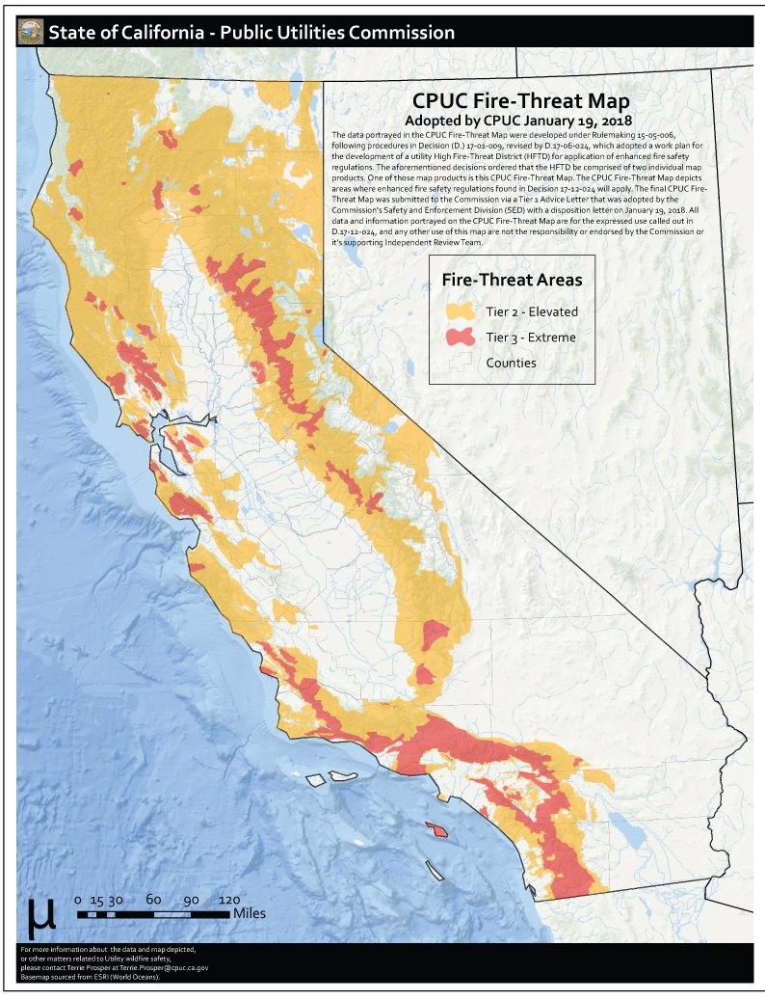 State of California - Public Utilities Commission
CPUC Fire-Threat Map
Adopted by CPUC January 19, 2018
The data portrayed in the CPUC Fire-Threat Map were developed under Rulemaking 15-05-006,
following procedures in Decision (D.) 17-01-009, revised by D.17-06-024, which adopted a work plan for
the development of a utility High Fire-Threat District (HFTD) for application of enhanced fire safety
regulations. The aforementioned decisions ordered that the HFTD be comprised of two individual map
products. One of those map products is this CPUC Fire-Threat Map. The CPUC Fire-Threat Map depicts
areas where enhanced fire safety regulations found in Decision 17-12-024 will apply. The final CPUC Fire-
Threat Map was submitted to the Commission via a Tier 1 Advice Letter that was adopted by the
Commission's Safety and Enforcement Division (SED) with a disposition letter on January 19, 2018. All
data and information portrayed on the CPUC Fire-Threat Map are for the expressed use called out in
D.17-12-024, and any other use of this map are not the responsibility or endorsed by the Commission or
it's supporting Independent Review Team.
Fire-Threat Areas
Tier 2 - Elevated
Tier 3 - Extreme
Counties
µ
0 15 30 60 90 120
Miles
For more information about the data and map depicted,
or other matters related to Utility wildfire safety,
please contact Terrie Prosper at Terrie.Prosper@cpuc.ca.gov
Basemap sourced from ESRI (World Oceans).